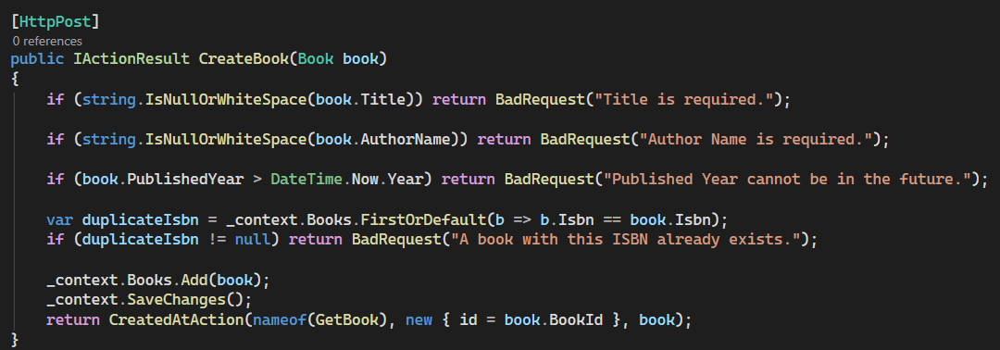 [HttpPost]
0 references
public IActionResult CreateBook(Book book)
{
    if (string.IsNullOrWhiteSpace(book.Title)) return BadRequest("Title is required.");

    if (string.IsNullOrWhiteSpace(book.AuthorName)) return BadRequest("Author Name is required.");

    if (book.PublishedYear > DateTime.Now.Year) return BadRequest("Published Year cannot be in the future.");

    var duplicateIsbn = _context.Books.FirstOrDefault(b => b.Isbn == book.Isbn);
    if (duplicateIsbn != null) return BadRequest("A book with this ISBN already exists.");

    _context.Books.Add(book);
    _context.SaveChanges();
    return CreatedAtAction(nameof(GetBook), new { id = book.BookId }, book);
}